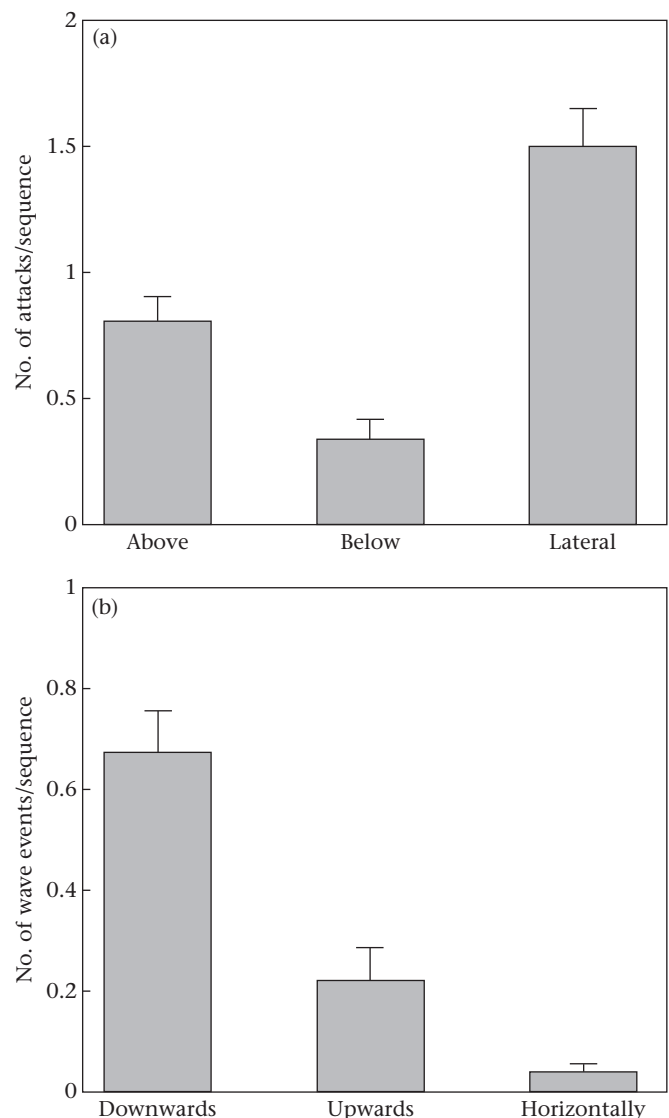 (a)
No. of attacks/sequence
2
1.5
1
0.5
0
Above Below Lateral
(b)
No. of wave events/sequence
1
0.8
0.6
0.4
0.2
0
Downwards Upwards Horizontally